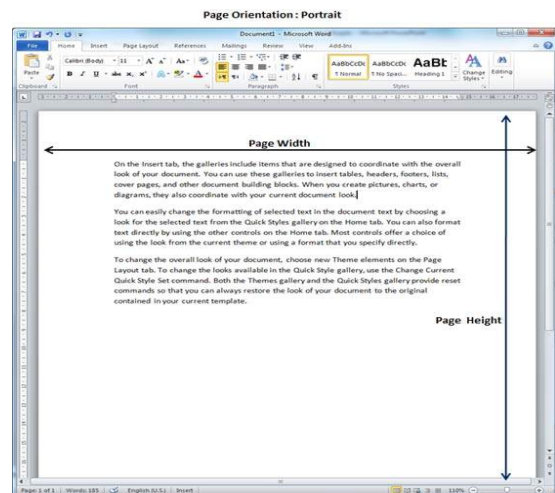 Page Orientation : Portrait
Document1 - Microsoft Word
File Home Insert Page Layout References Mailings Review View Add-Ins
Calibri (Body) 11 A A Aa
AaBbCcDc AaBbCcDc AaBbC
Paste B I U abc x, x² A
¶ Normal ¶ No Spaci... Heading 1 Change Styles Editing
Clipboard Font Paragraph Styles
Page Width
On the Insert tab, the galleries include items that are designed to coordinate with the overall
look of your document. You can use these galleries to insert tables, headers, footers, lists,
cover pages, and other document building blocks. When you create pictures, charts, or
diagrams, they also coordinate with your current document look.
You can easily change the formatting of selected text in the document text by choosing a
look for the selected text from the Quick Styles gallery on the Home tab. You can also format
text directly by using the other controls on the Home tab. Most controls offer a choice of
using the look from the current theme or using a format that you specify directly.
To change the overall look of your document, choose new Theme elements on the Page
Layout tab. To change the looks available in the Quick Style gallery, use the Change Current
Quick Style Set command. Both the Themes gallery and the Quick Styles gallery provide reset
commands so that you can always restore the look of your document to the original
contained in your current template.
Page Height
Page: 1 of 1 Words: 185 English (U.S.) Insert 110%